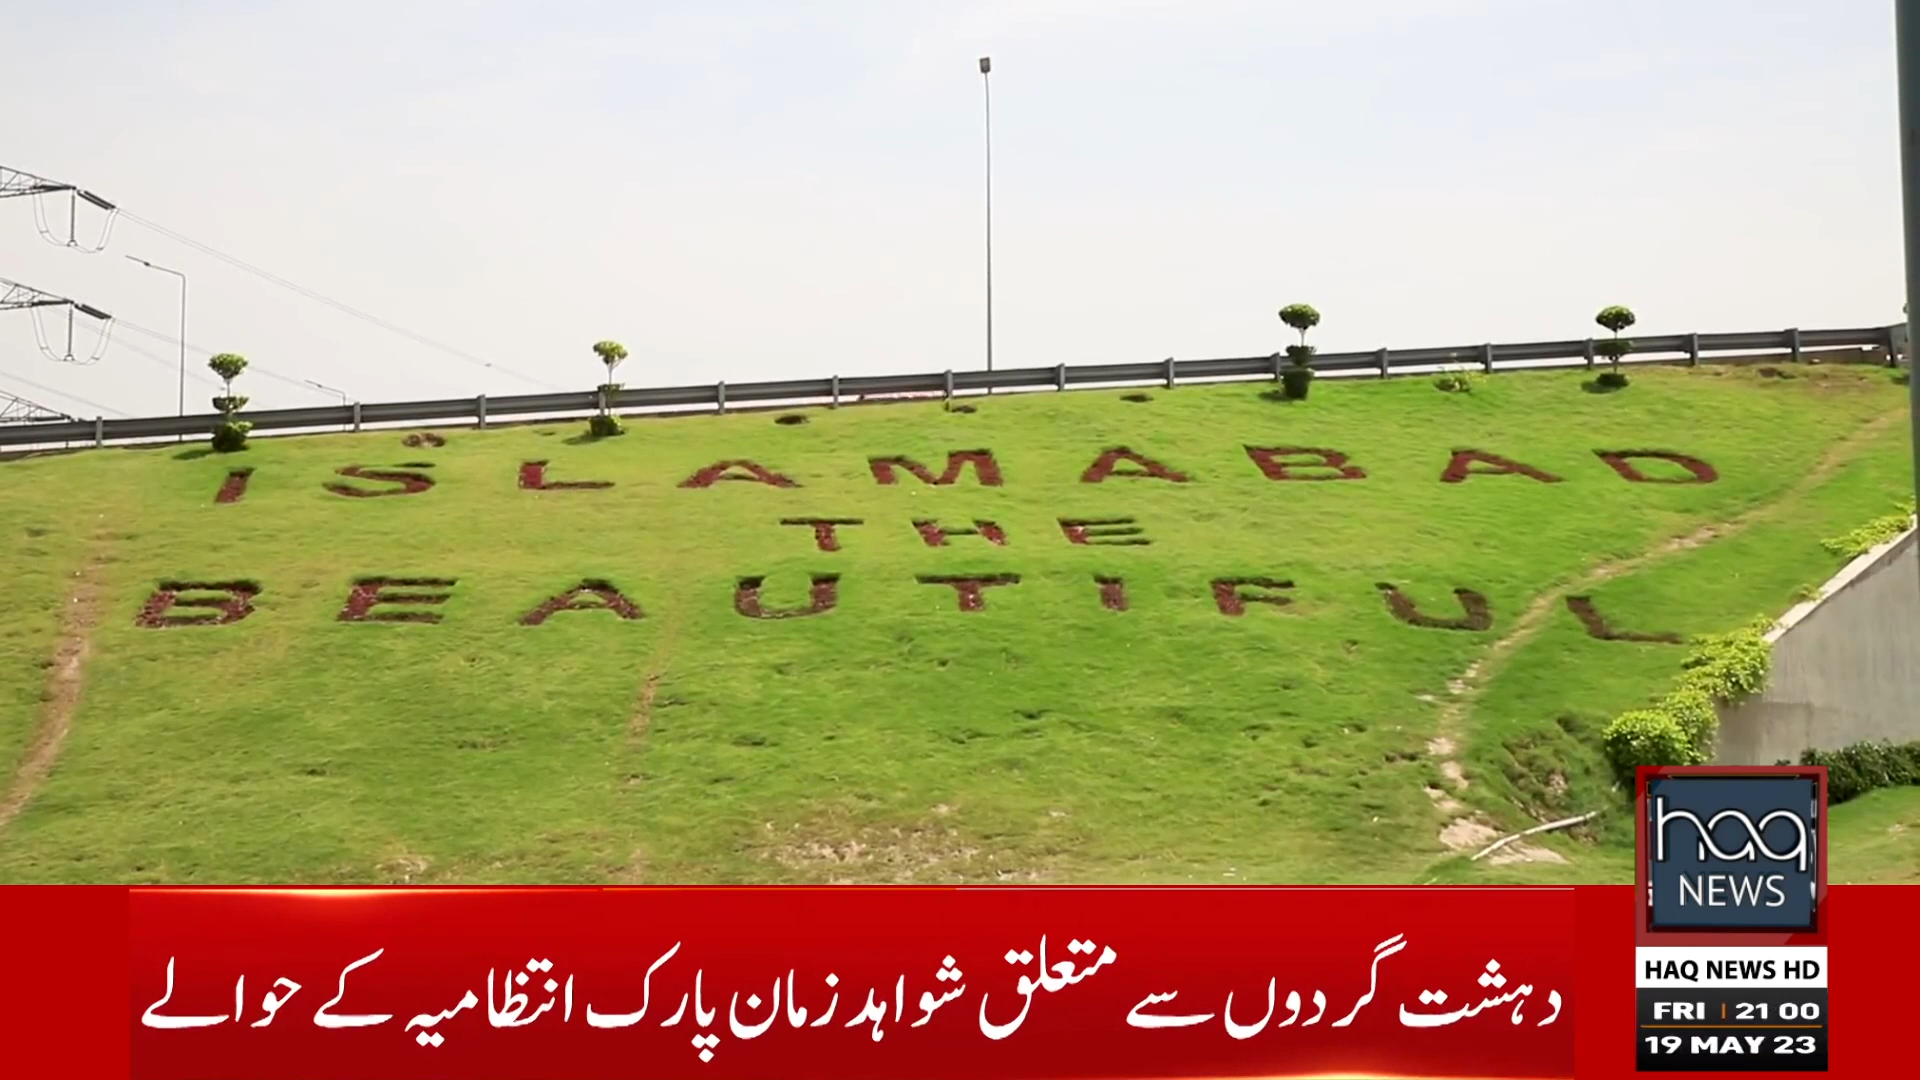 ISLAMABAD
THE
BEAUTIFUL
haq
NEWS
HAQ NEWS HD
FRI | 21 00
19 MAY 23
دہشت گردوں سے متعلق شواہد زمان پارک انتظامیہ کے حوالے